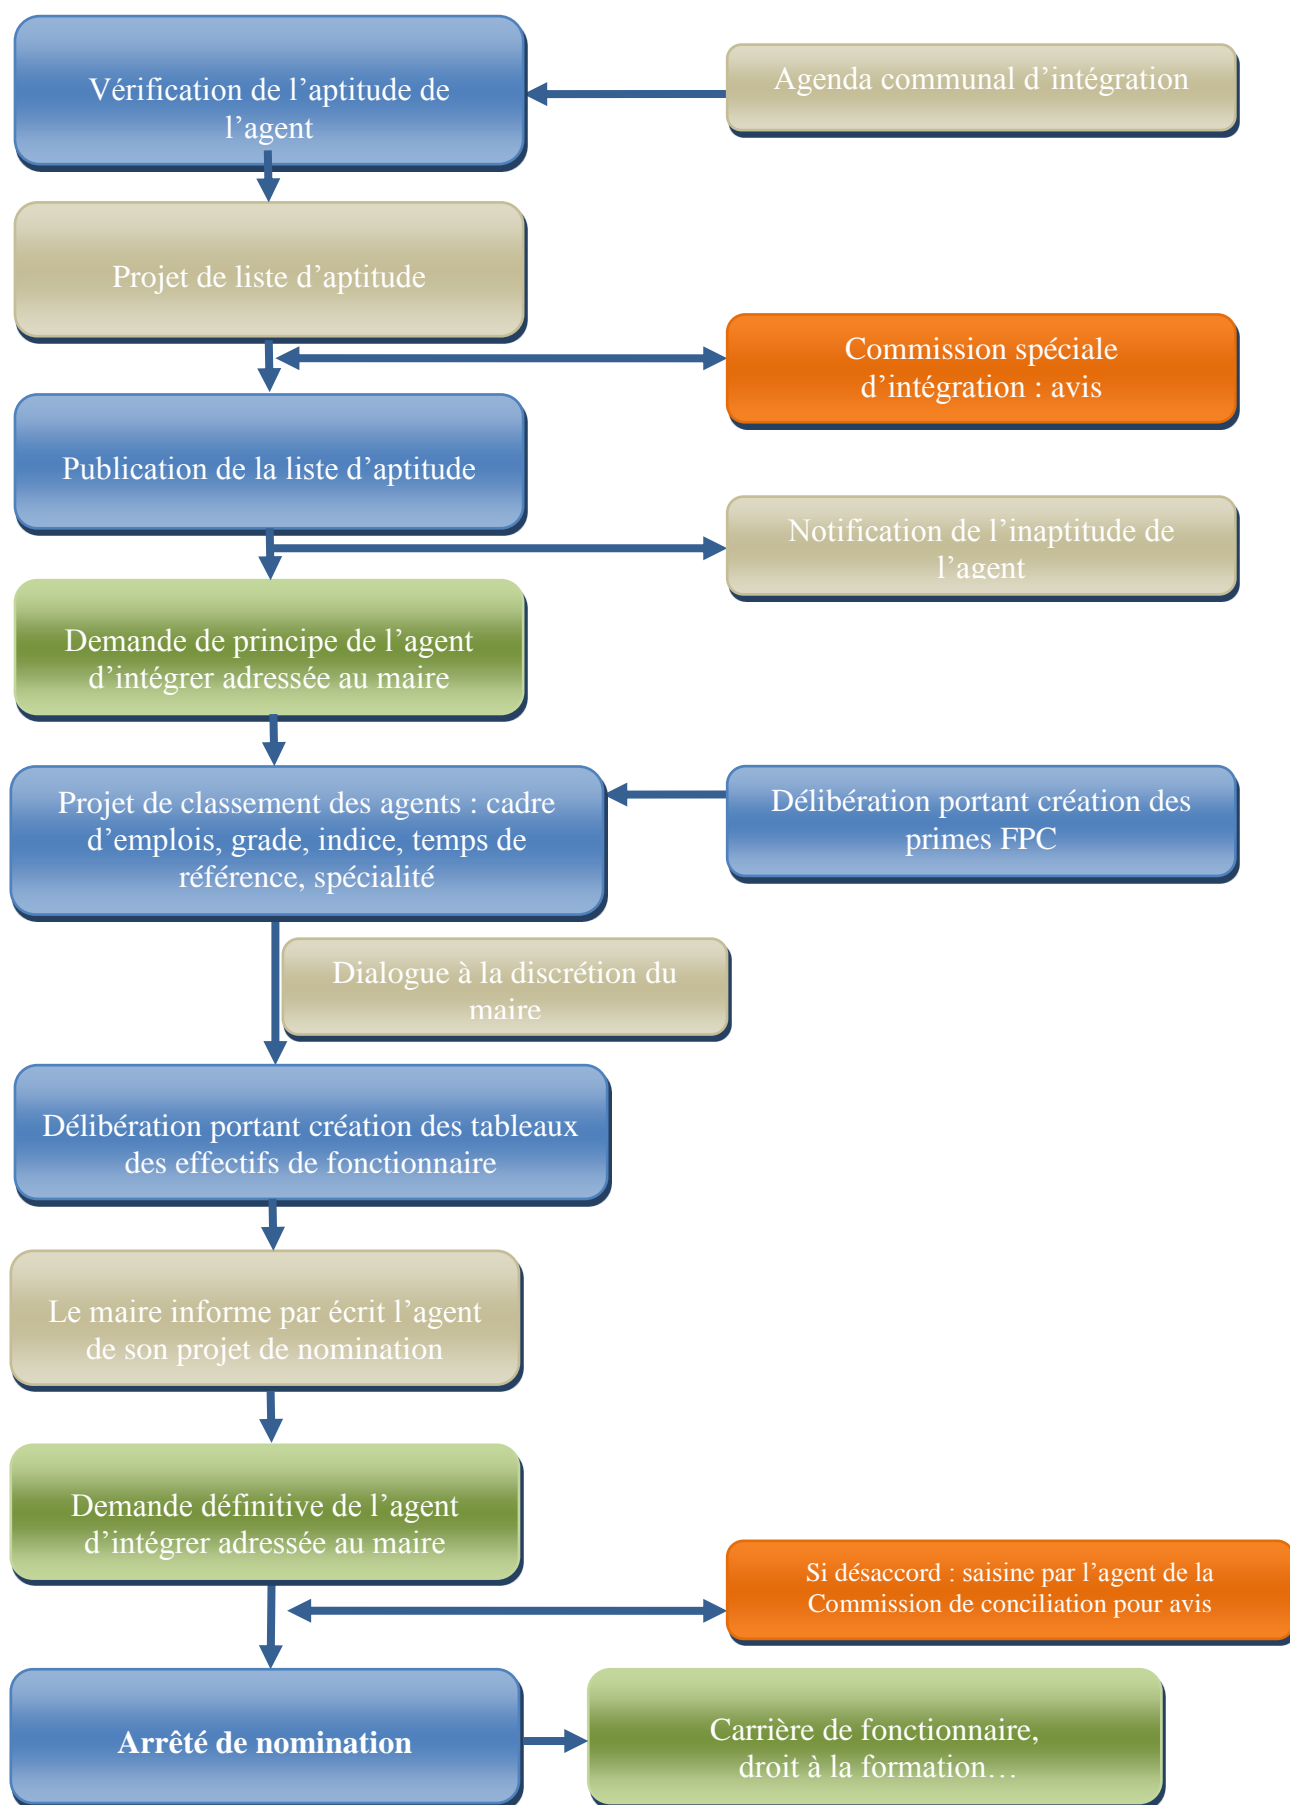 Vérification de l’aptitude de
l’agent
Agenda communal d’intégration
Projet de liste d’aptitude
Commission spéciale
d’intégration : avis
Publication de la liste d’aptitude
Notification de l’inaptitude de
l’agent
Demande de principe de l’agent
d’intégrer adressée au maire
Projet de classement des agents : cadre
d’emplois, grade, indice, temps de
référence, spécialité
Délibération portant création des
primes FPC
Dialogue à la discrétion du
maire
Délibération portant création des tableaux
des effectifs de fonctionnaire
Le maire informe par écrit l’agent
de son projet de nomination
Demande définitive de l’agent
d’intégrer adressée au maire
Si désaccord : saisine par l’agent de la
Commission de conciliation pour avis
Arrêté de nomination
Carrière de fonctionnaire,
droit à la formation…